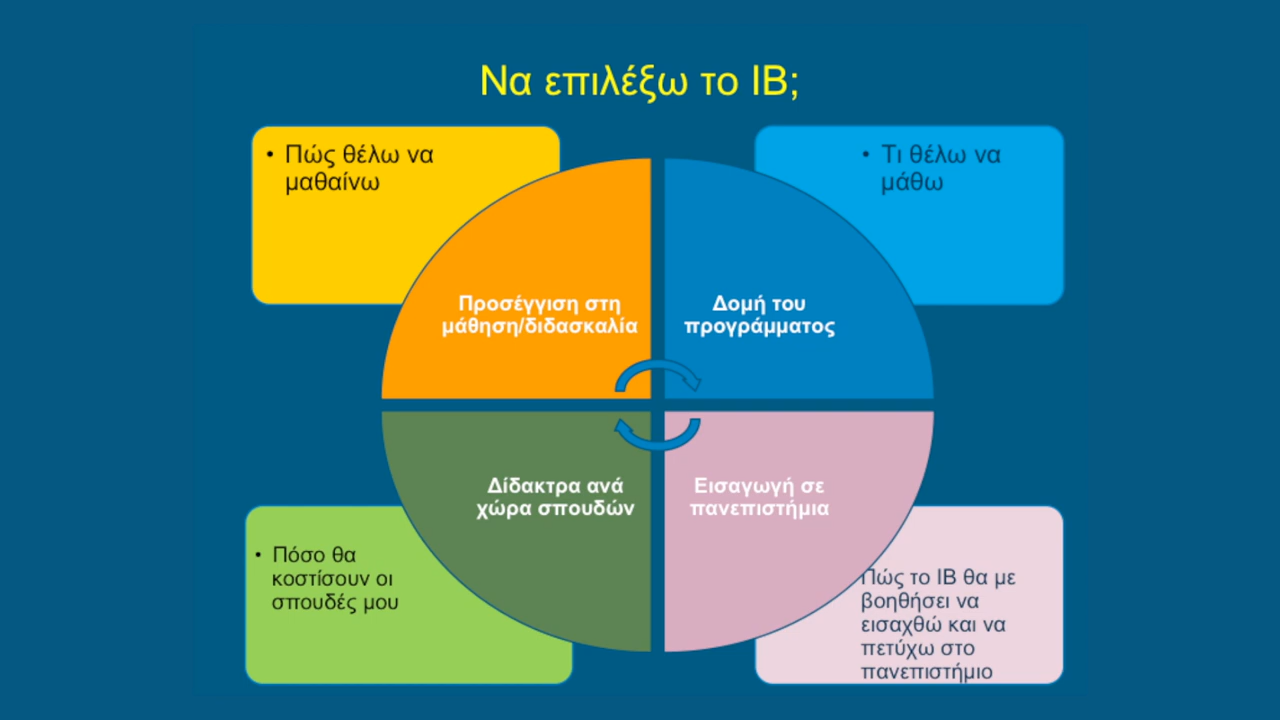 Να επιλέξω το IB;
• Πώς θέλω να
μαθαίνω
• Τι θέλω να
μάθω
Προσέγγιση στη
μάθηση/διδασκαλία
Δομή του
προγράμματος
Δίδακτρα ανά
χώρα σπουδών
Εισαγωγή σε
πανεπιστήμια
• Πόσο θα
κοστίσουν οι
σπουδές μου
Πώς το IB θα με
βοηθήσει να
εισαχθώ και να
πετύχω στο
πανεπιστήμιο